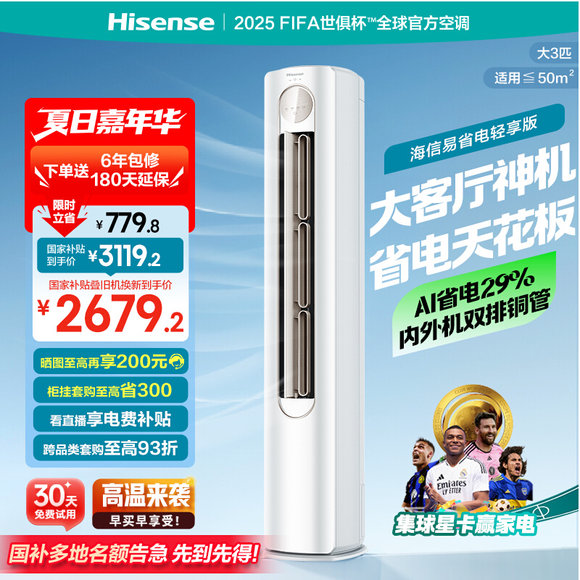 Hisense 2025 FIFA世俱杯™全球官方空调
大3匹
适用≦50m²
Hisense
海信易省电轻享版
大客厅神机
省电天花板
AI省电29%
内外机双排铜管
夏日嘉年华
下单送 6年包修
180天延保
限时
立省 ¥779.8
国家补贴
到手价 ¥3119.2
国家补贴叠旧机换新到手价
¥2679.2
晒图至高再享200元
柜挂套购至高省300
看直播享电费补贴
跨品类套购至高93折
30天
免费试用
高温来袭
早买早享受!
国补多地名额告急 先到先得!
集球星卡赢家电